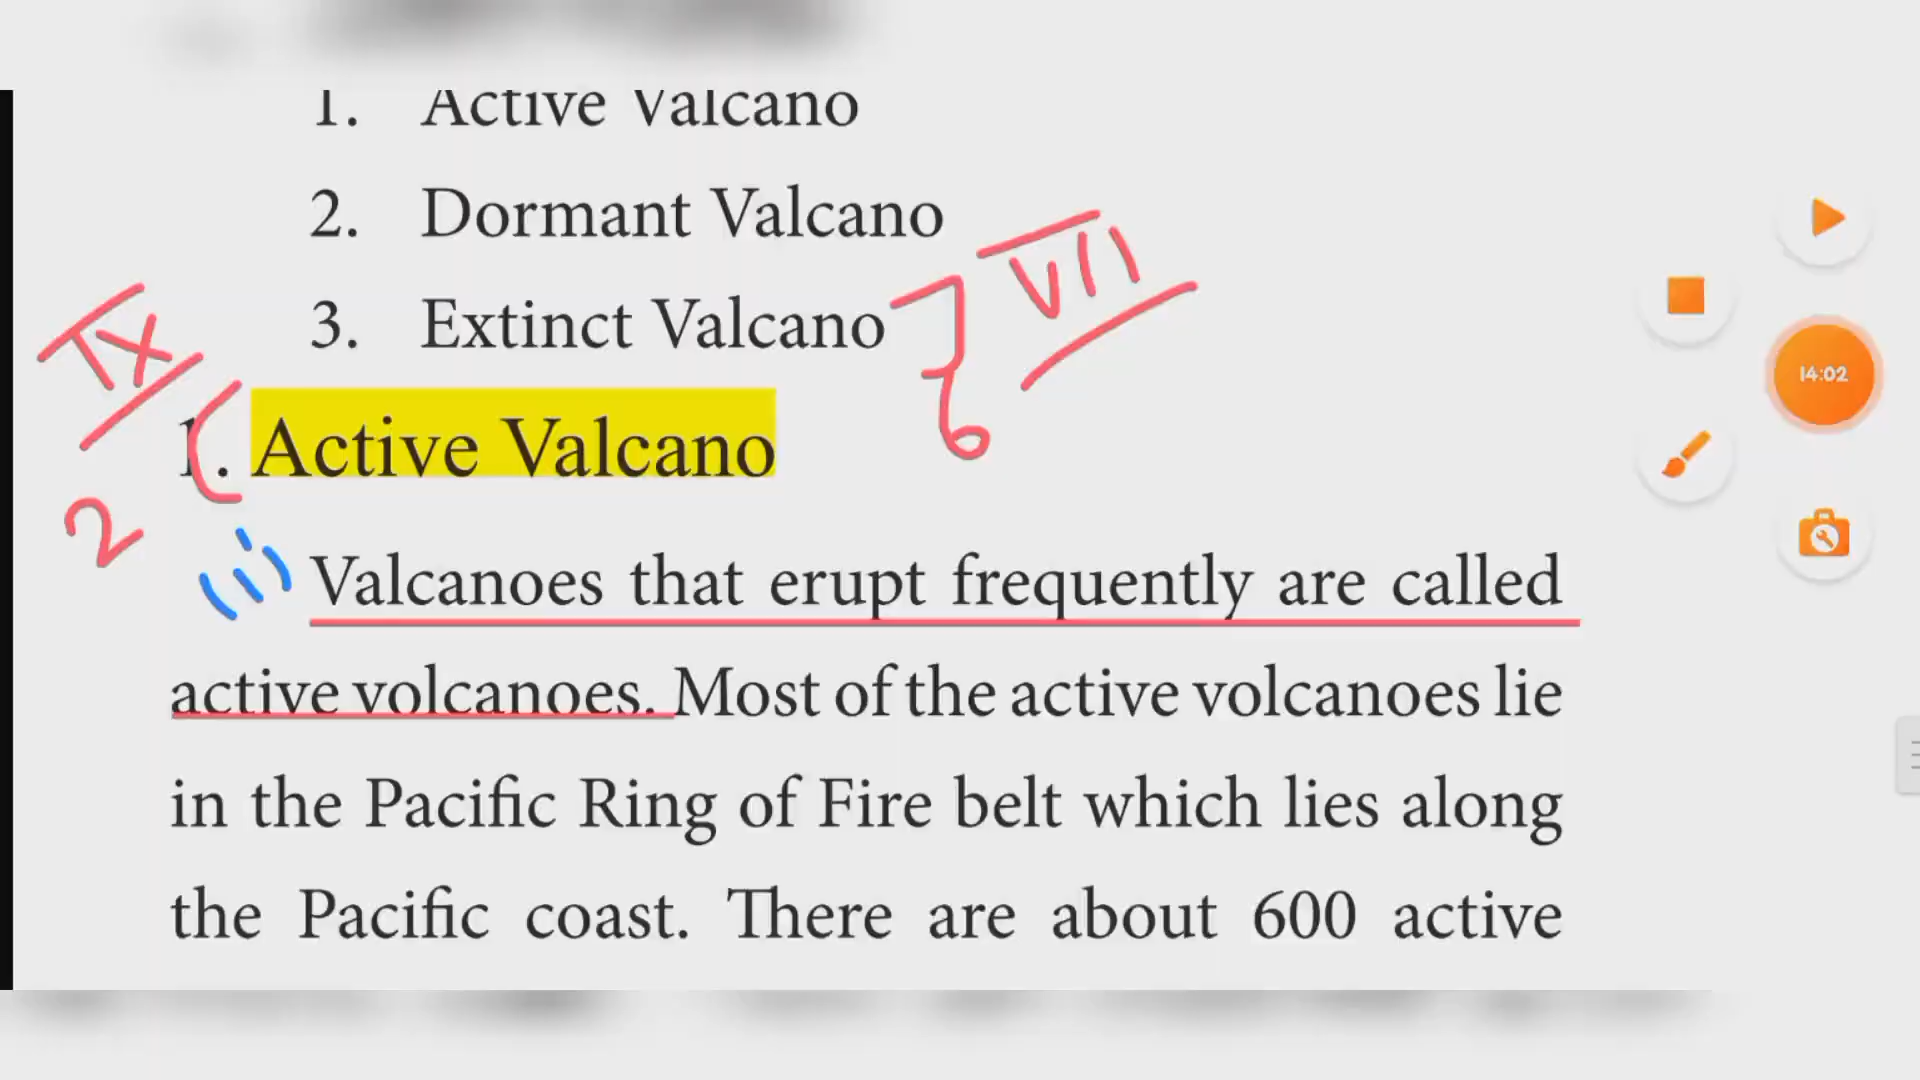 1. Active Valcano
2. Dormant Valcano
3. Extinct Valcano
VII
IX
1. Active Valcano
2
(i) Valcanoes that erupt frequently are called
active volcanoes. Most of the active volcanoes lie
in the Pacific Ring of Fire belt which lies along
the Pacific coast. There are about 600 active
14:02